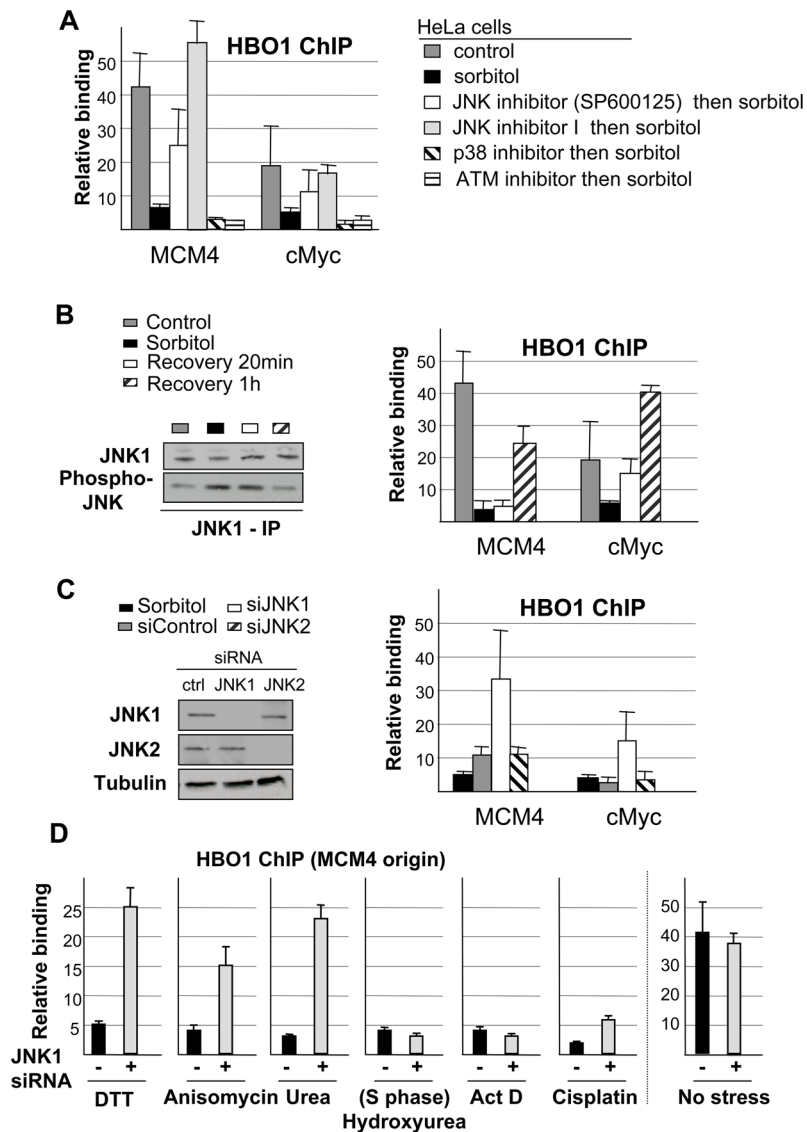 A
HBO1 ChIP
Relative binding
50
40
30
20
10
MCM4
cMyc
HeLa cells
control
sorbitol
JNK inhibitor (SP600125) then sorbitol
JNK inhibitor I then sorbitol
p38 inhibitor then sorbitol
ATM inhibitor then sorbitol
B
Control
Sorbitol
Recovery 20min
Recovery 1h
JNK1
Phospho-
JNK
JNK1 - IP
HBO1 ChIP
Relative binding
50
40
30
20
10
MCM4
cMyc
C
Sorbitol
siJNK1
siControl
siJNK2
siRNA
ctrl JNK1 JNK2
JNK1
JNK2
Tubulin
HBO1 ChIP
Relative binding
50
40
30
20
10
MCM4
cMyc
D
HBO1 ChIP (MCM4 origin)
Relative binding
25
20
15
10
5
50
40
30
20
10
JNK1
siRNA
- + - + - + - + - + - + - +
DTT Anisomycin Urea (S phase) Act D Cisplatin No stress
Hydroxyurea